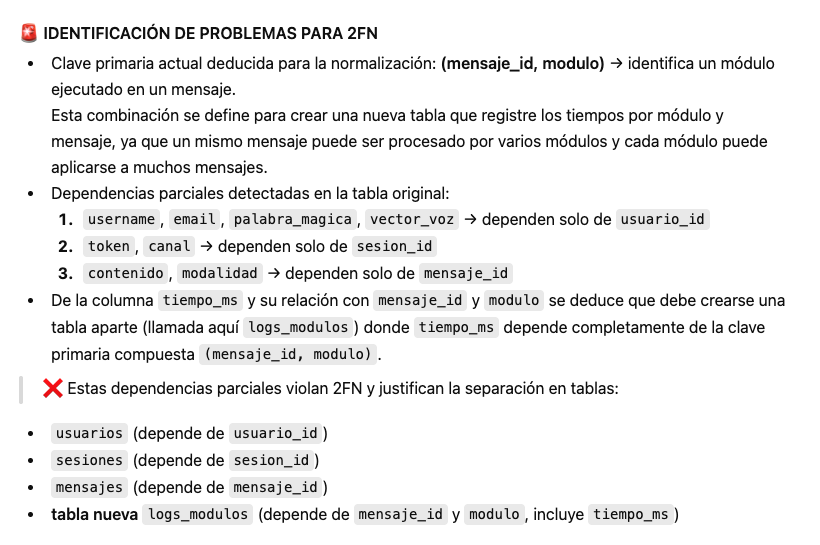 🚨 IDENTIFICACIÓN DE PROBLEMAS PARA 2FN
• Clave primaria actual deducida para la normalización: (mensaje_id, modulo) → identifica un módulo
ejecutado en un mensaje.
Esta combinación se define para crear una nueva tabla que registre los tiempos por módulo y
mensaje, ya que un mismo mensaje puede ser procesado por varios módulos y cada módulo puede
aplicarse a muchos mensajes.
• Dependencias parciales detectadas en la tabla original:
1. username, email, palabra_magica, vector_voz → dependen solo de usuario_id
2. token, canal → dependen solo de sesion_id
3. contenido, modalidad → dependen solo de mensaje_id
• De la columna tiempo_ms y su relación con mensaje_id y modulo se deduce que debe crearse una
tabla aparte (llamada aquí logs_modulos) donde tiempo_ms depende completamente de la clave
primaria compuesta (mensaje_id, modulo).
❌ Estas dependencias parciales violan 2FN y justifican la separación en tablas:
• usuarios (depende de usuario_id)
• sesiones (depende de sesion_id)
• mensajes (depende de mensaje_id)
• tabla nueva logs_modulos (depende de mensaje_id y modulo, incluye tiempo_ms)